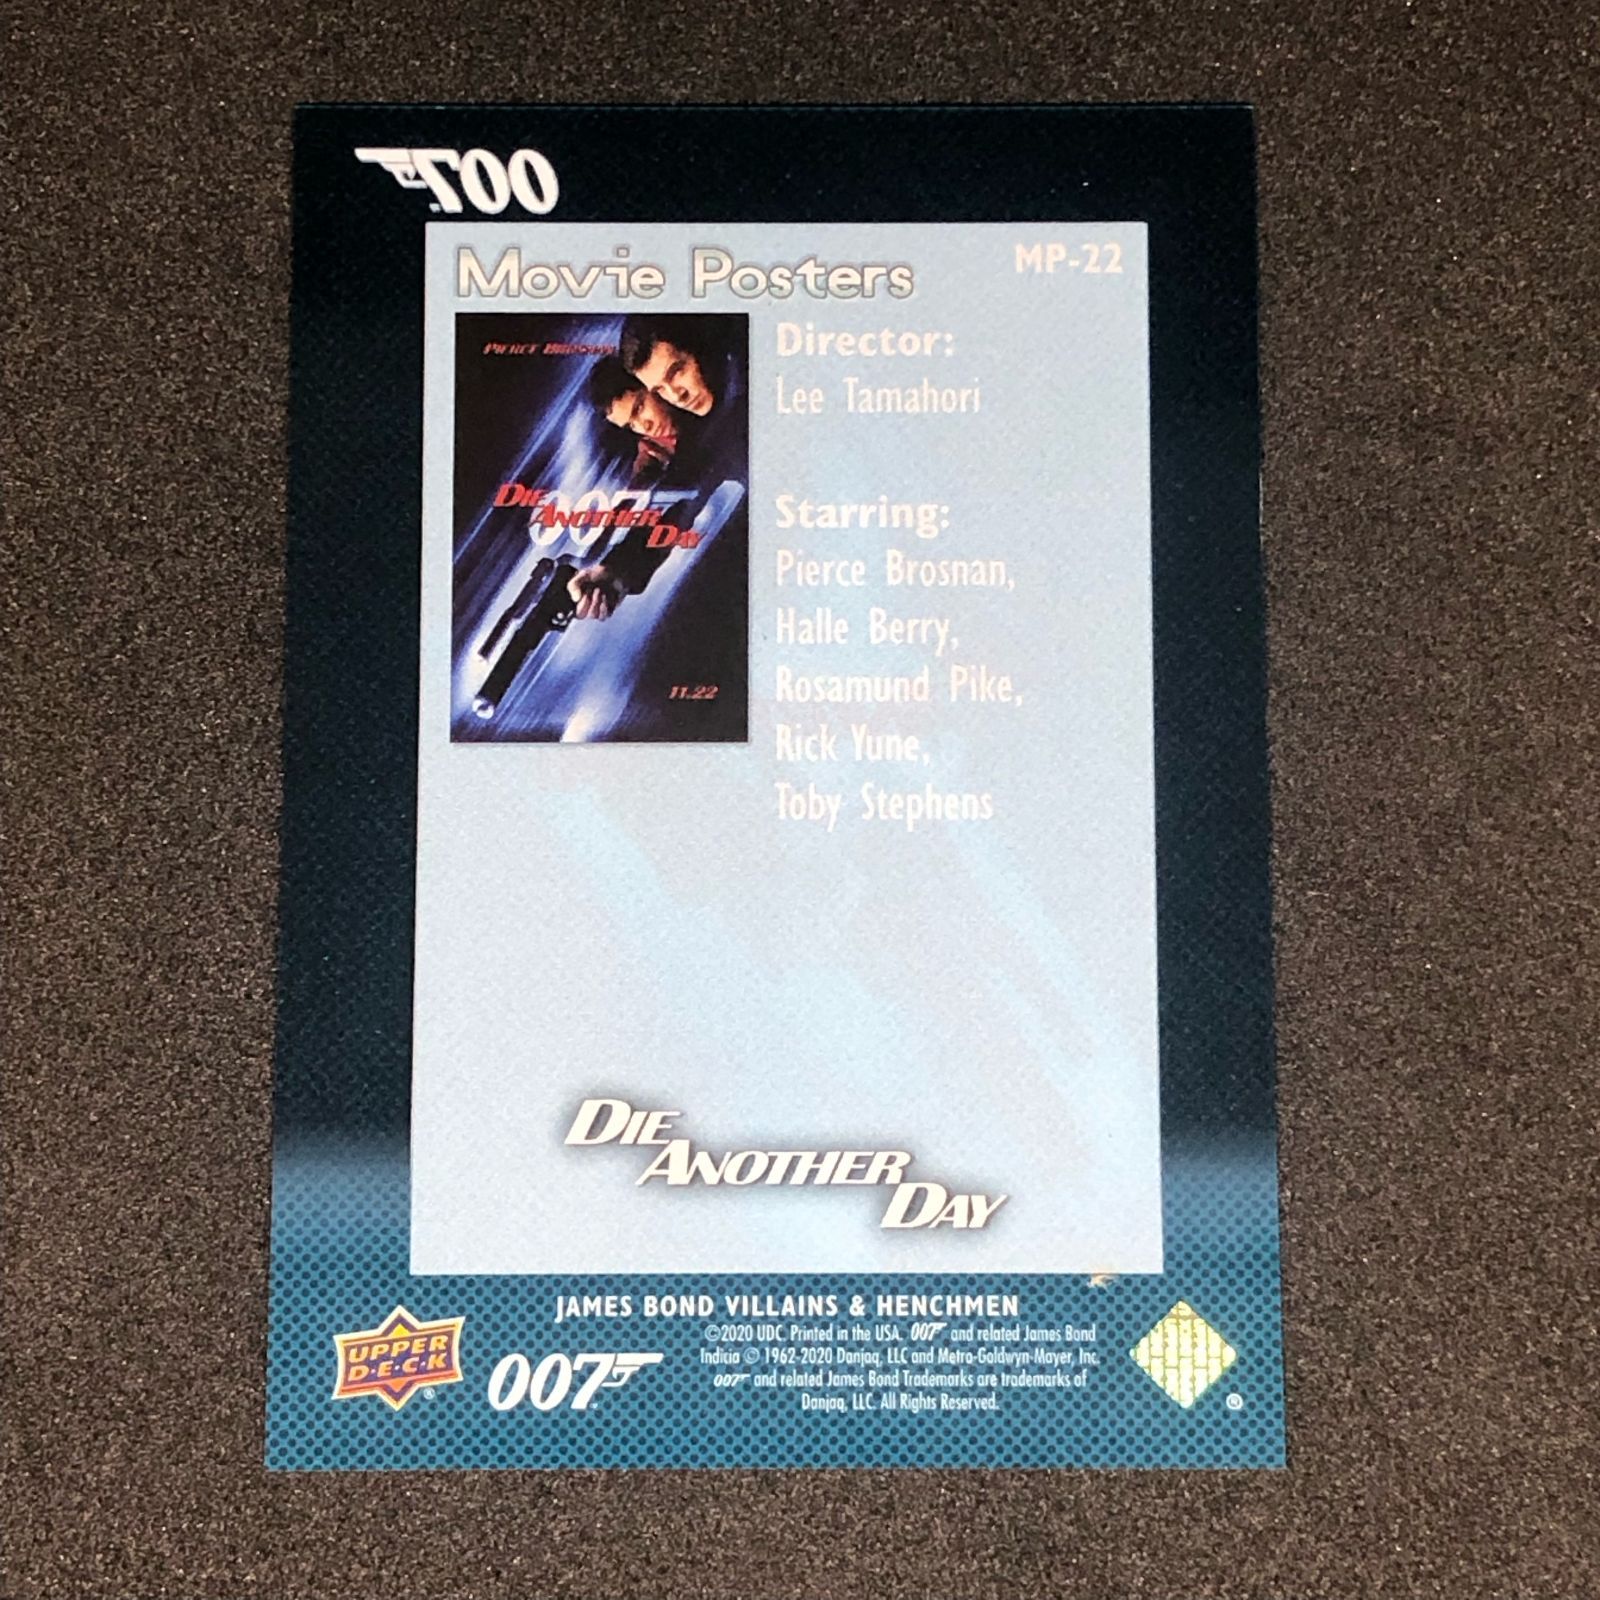 007
Movie Posters
MP-22
PIERCE BROSNAN
DIE
ANOTHER
DAY
007
11.22
Director:
Lee Tamahori
Starring:
Pierce Brosnan,
Halle Berry,
Rosamund Pike,
Rick Yune,
Toby Stephens
DIE
ANOTHER
DAY
JAMES BOND VILLAINS & HENCHMEN
©2020 UDC. Printed in the USA. 007 and related James Bond
Indicia © 1962-2020 Danjaq, LLC and Metro-Goldwyn-Mayer, Inc.
007 and related James Bond Trademarks are trademarks of
Danjaq, LLC. All Rights Reserved.
UPPER
D·E·C·K
®
007
®